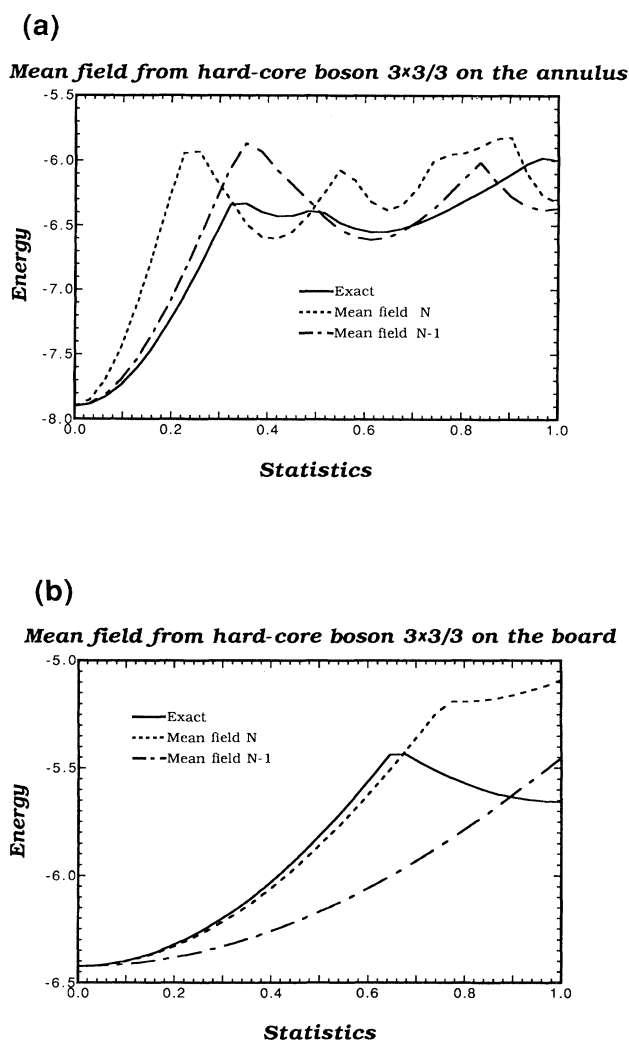 (a)
Mean field from hard-core boson 3×3/3 on the annulus
-5.5
-6.0
-6.5
-7.0
-7.5
-8.0
Energy
Exact
Mean field N
Mean field N-1
0.0 0.2 0.4 0.6 0.8 1.0
Statistics
(b)
Mean field from hard-core boson 3×3/3 on the board
-5.0
-5.5
-6.0
-6.5
Energy
Exact
Mean field N
Mean field N-1
0.0 0.2 0.4 0.6 0.8 1.0
Statistics